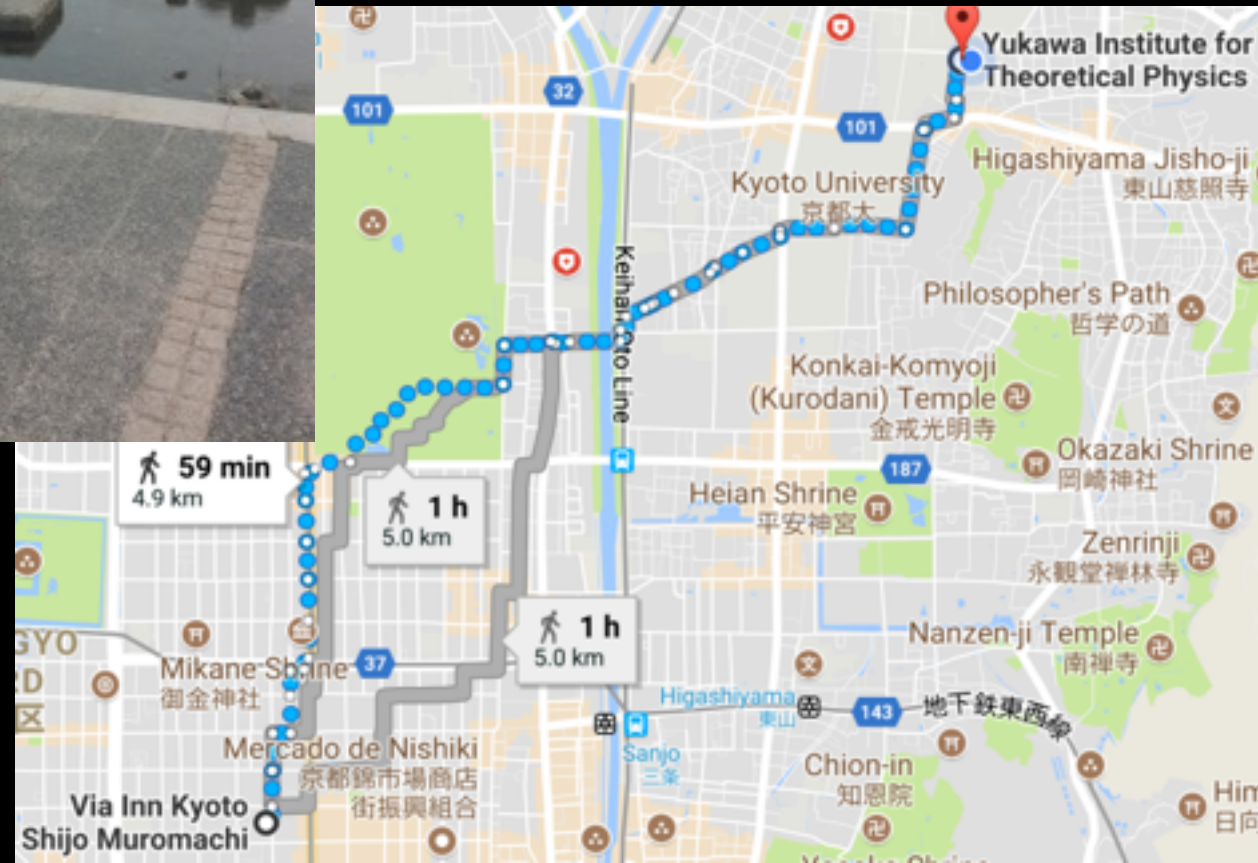 Yukawa Institute for
Theoretical Physics
32
101
101
Higashiyama Jisho-ji
東山慈照寺
Kyoto University
京都大
Philosopher's Path
哲学の道
Konkai-Komyoji
(Kurodani) Temple
金戒光明寺
Okazaki Shrine
岡崎神社
187
59 min
4.9 km
1 h
5.0 km
Heian Shrine
平安神宮
Zenrinji
永観堂禅林寺
1 h
5.0 km
Nanzen-ji Temple
南禅寺
文
文
GYO
区
Mikane Shrine
御金神社
37
Higashiyama
東山
143
地下鉄東西線
Sanjo
三条
Mercado de Nishiki
京都錦市場商店
街振興組合
Chion-in
知恩院
Via Inn Kyoto
Shijo Muromachi
Line
日向